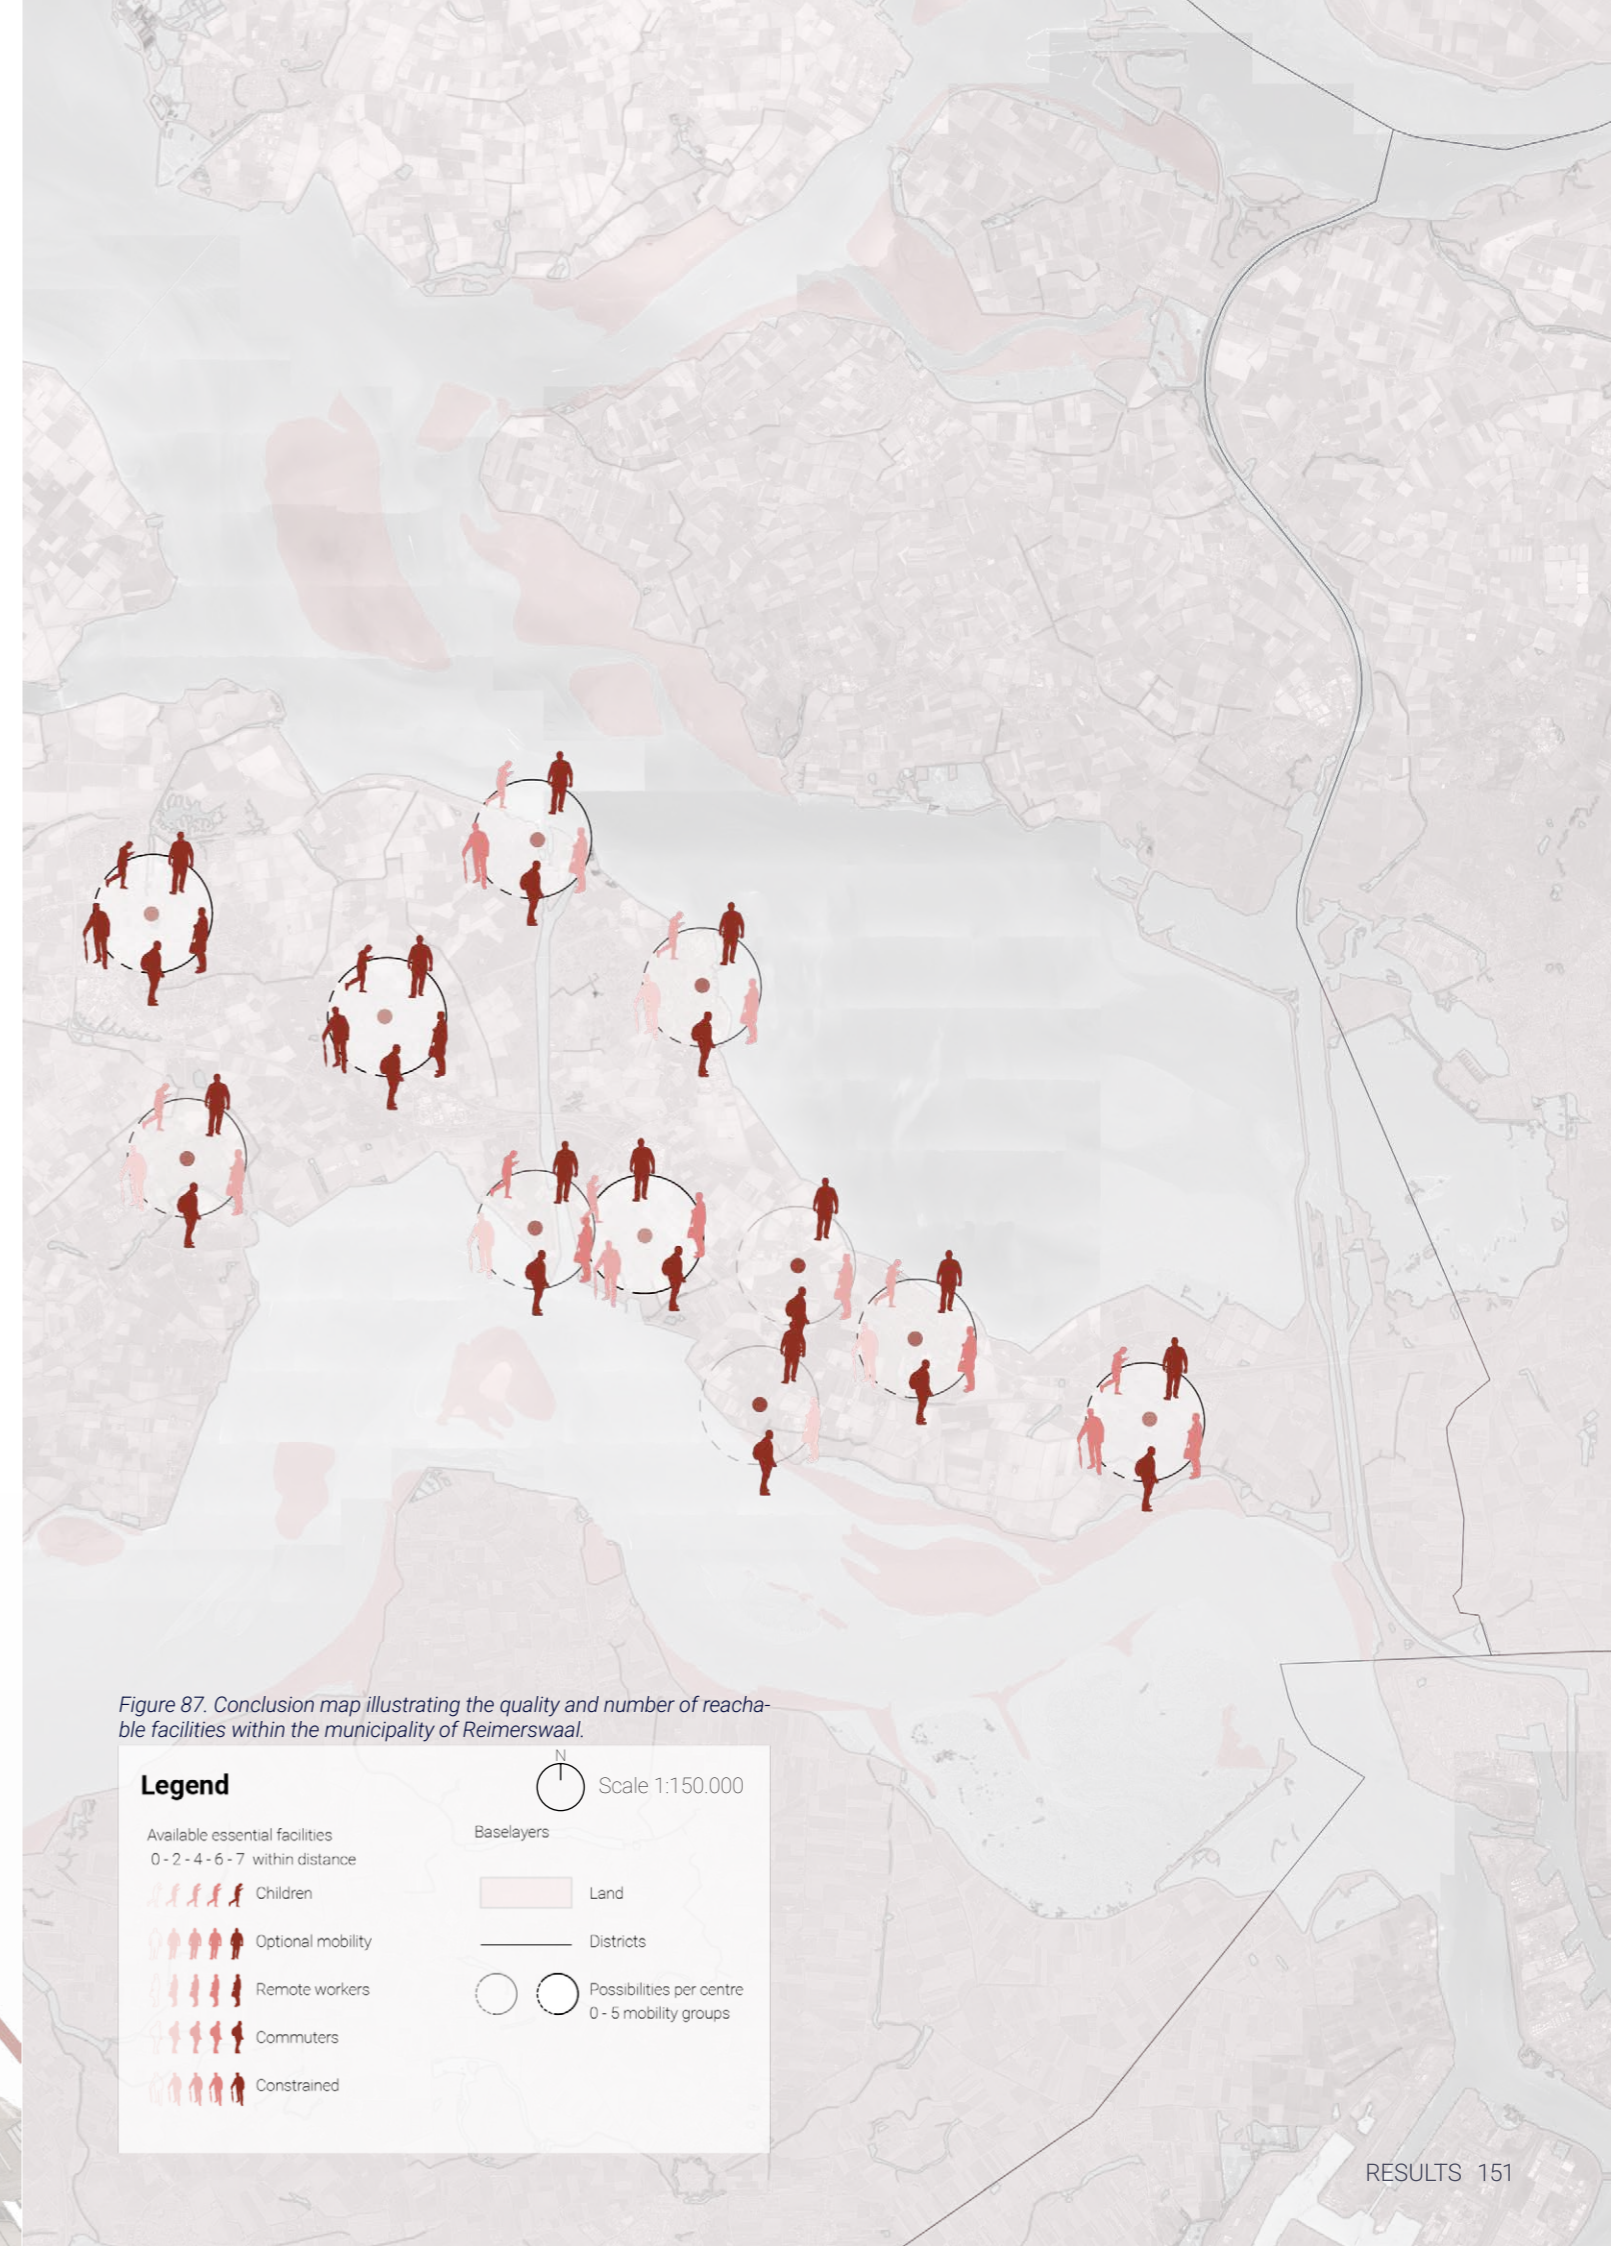 Figure 87. Conclusion map illustrating the quality and number of reacha-
ble facilities within the municipality of Reimerswaal.
Legend
N
Scale 1:150.000
Available essential facilities
0 - 2 - 4 - 6 - 7 within distance
Children
Optional mobility
Remote workers
Commuters
Constrained
Baselayers
Land
Districts
Possibilities per centre
0 - 5 mobility groups
RESULTS 151